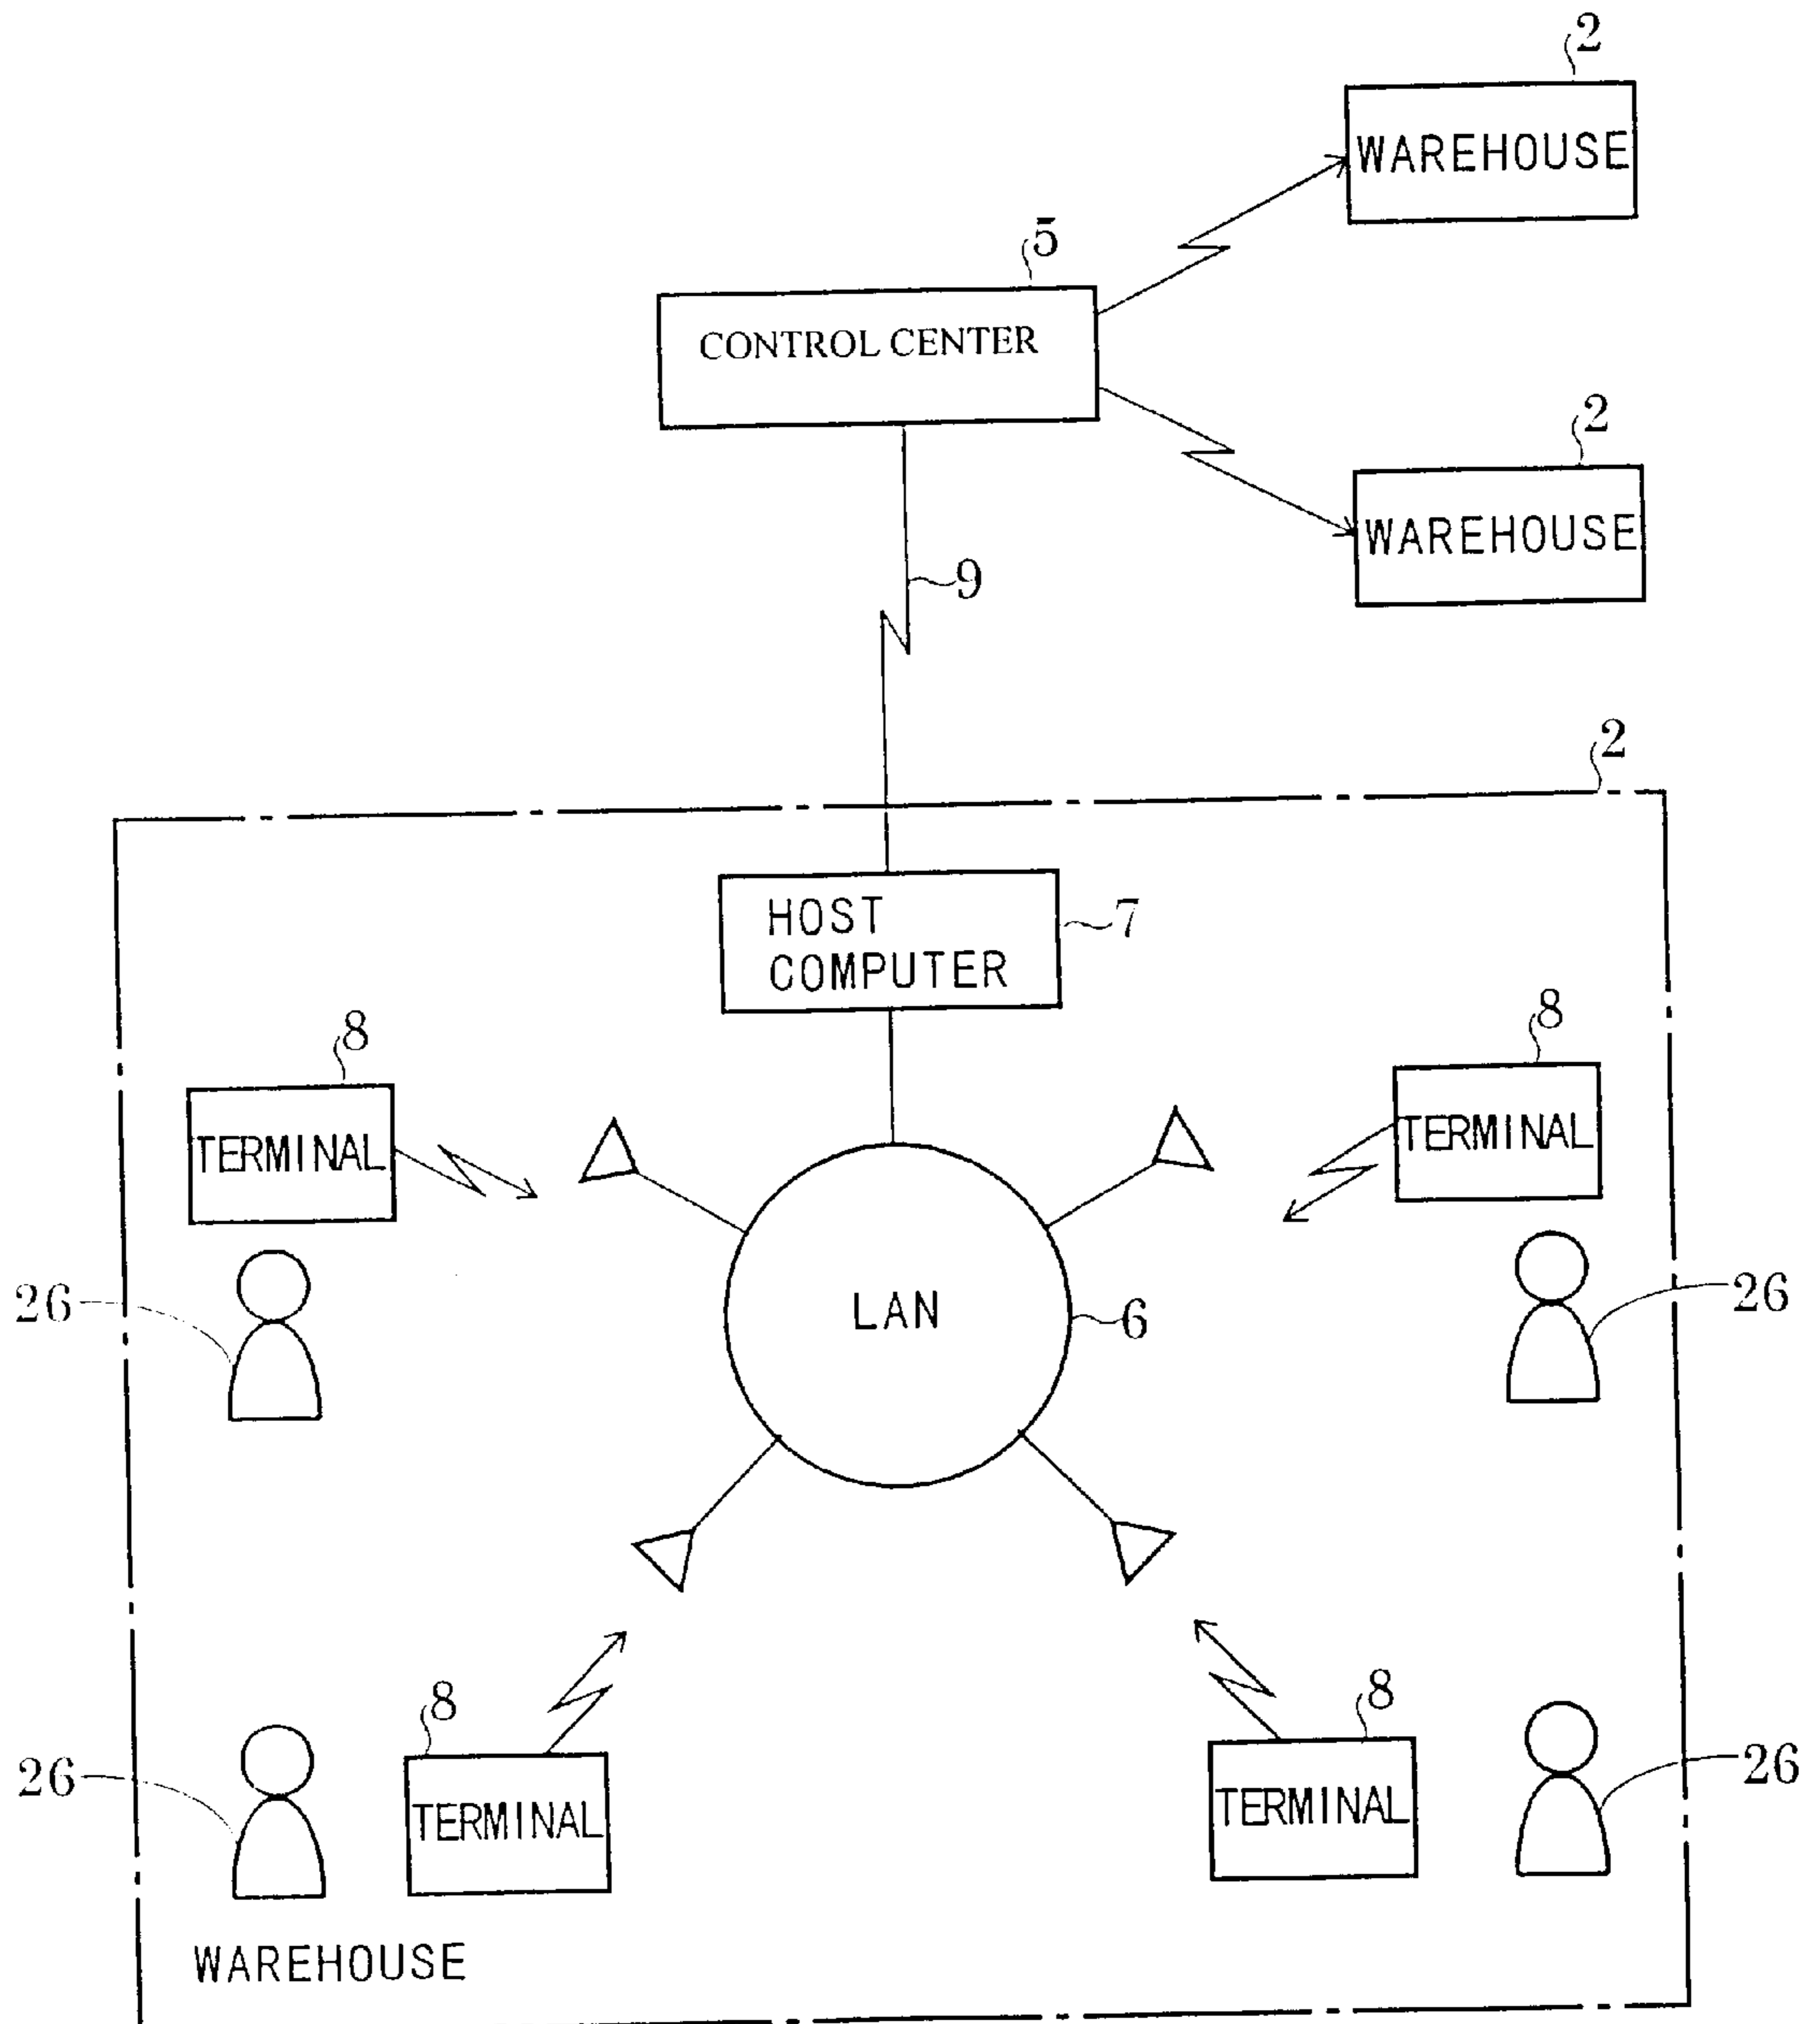 2
WAREHOUSE
5
CONTROL CENTER
2
WAREHOUSE
9
2
HOST
COMPUTER
7
8
TERMINAL
8
TERMINAL
26
LAN
6
26
8
TERMINAL
26
8
TERMINAL
26
WAREHOUSE